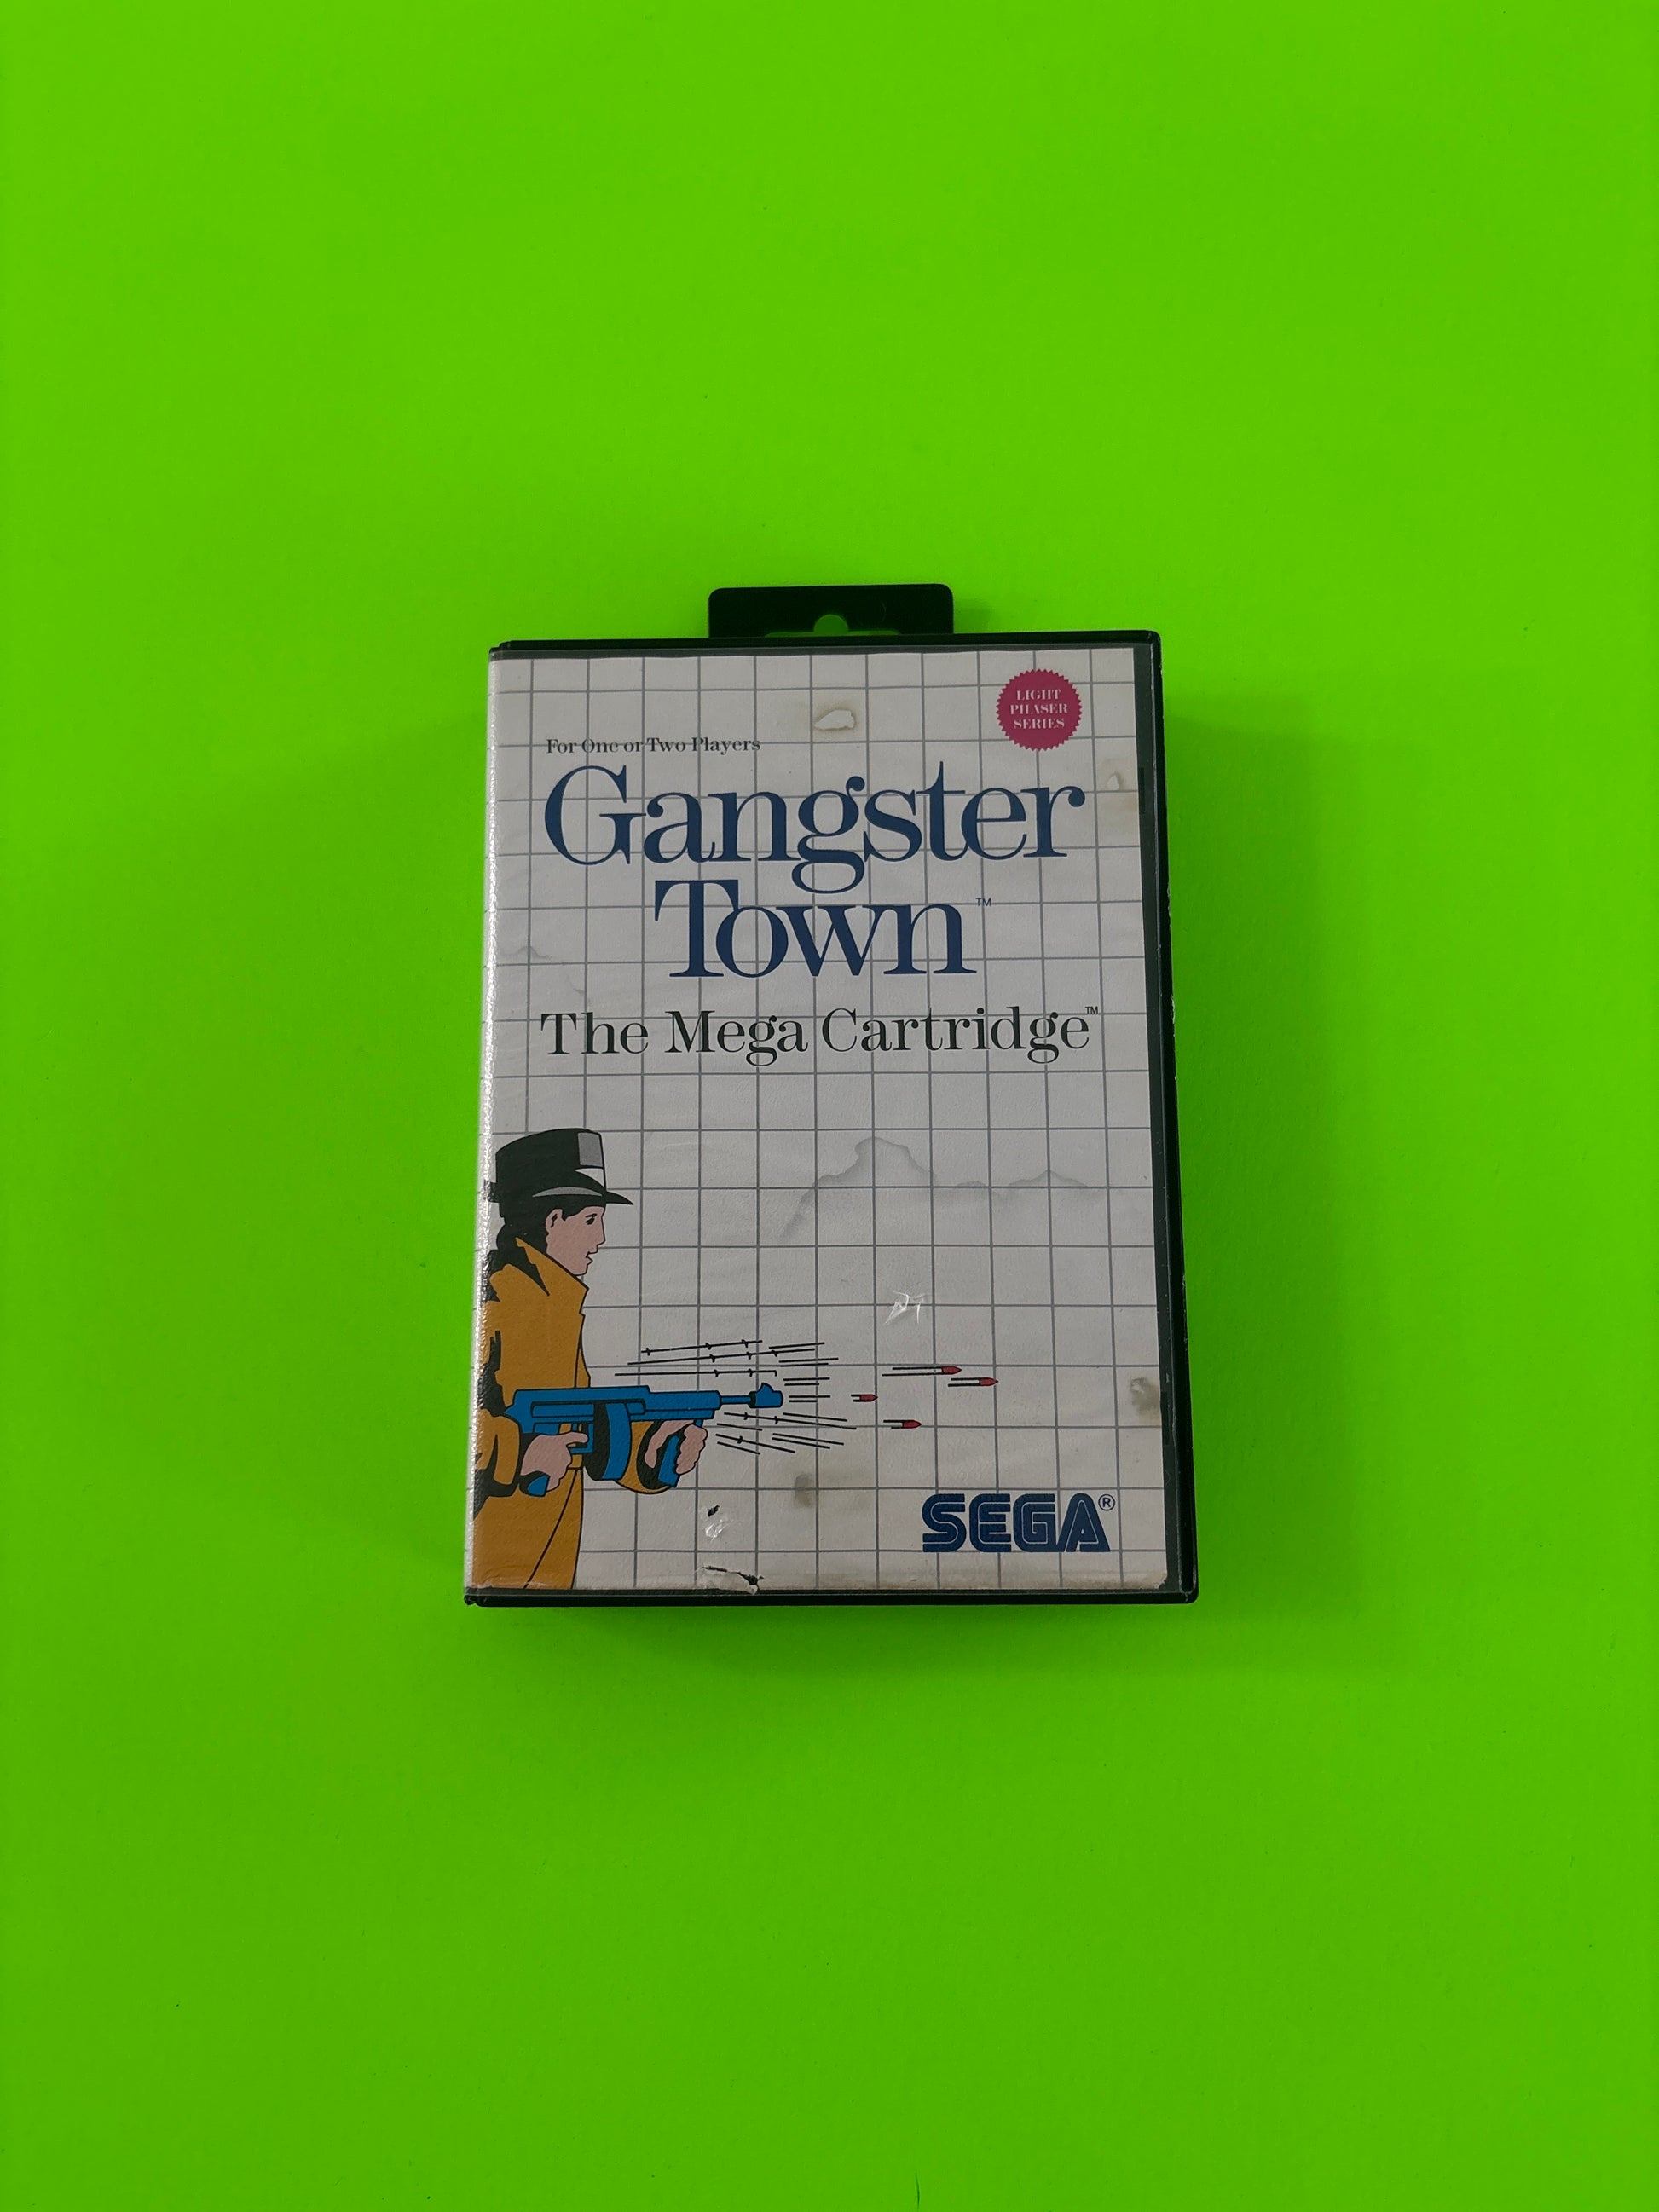 LIGHT
PHASER
SERIES
For One or Two Players
Gangster
Town™
The Mega Cartridge™
SEGA®